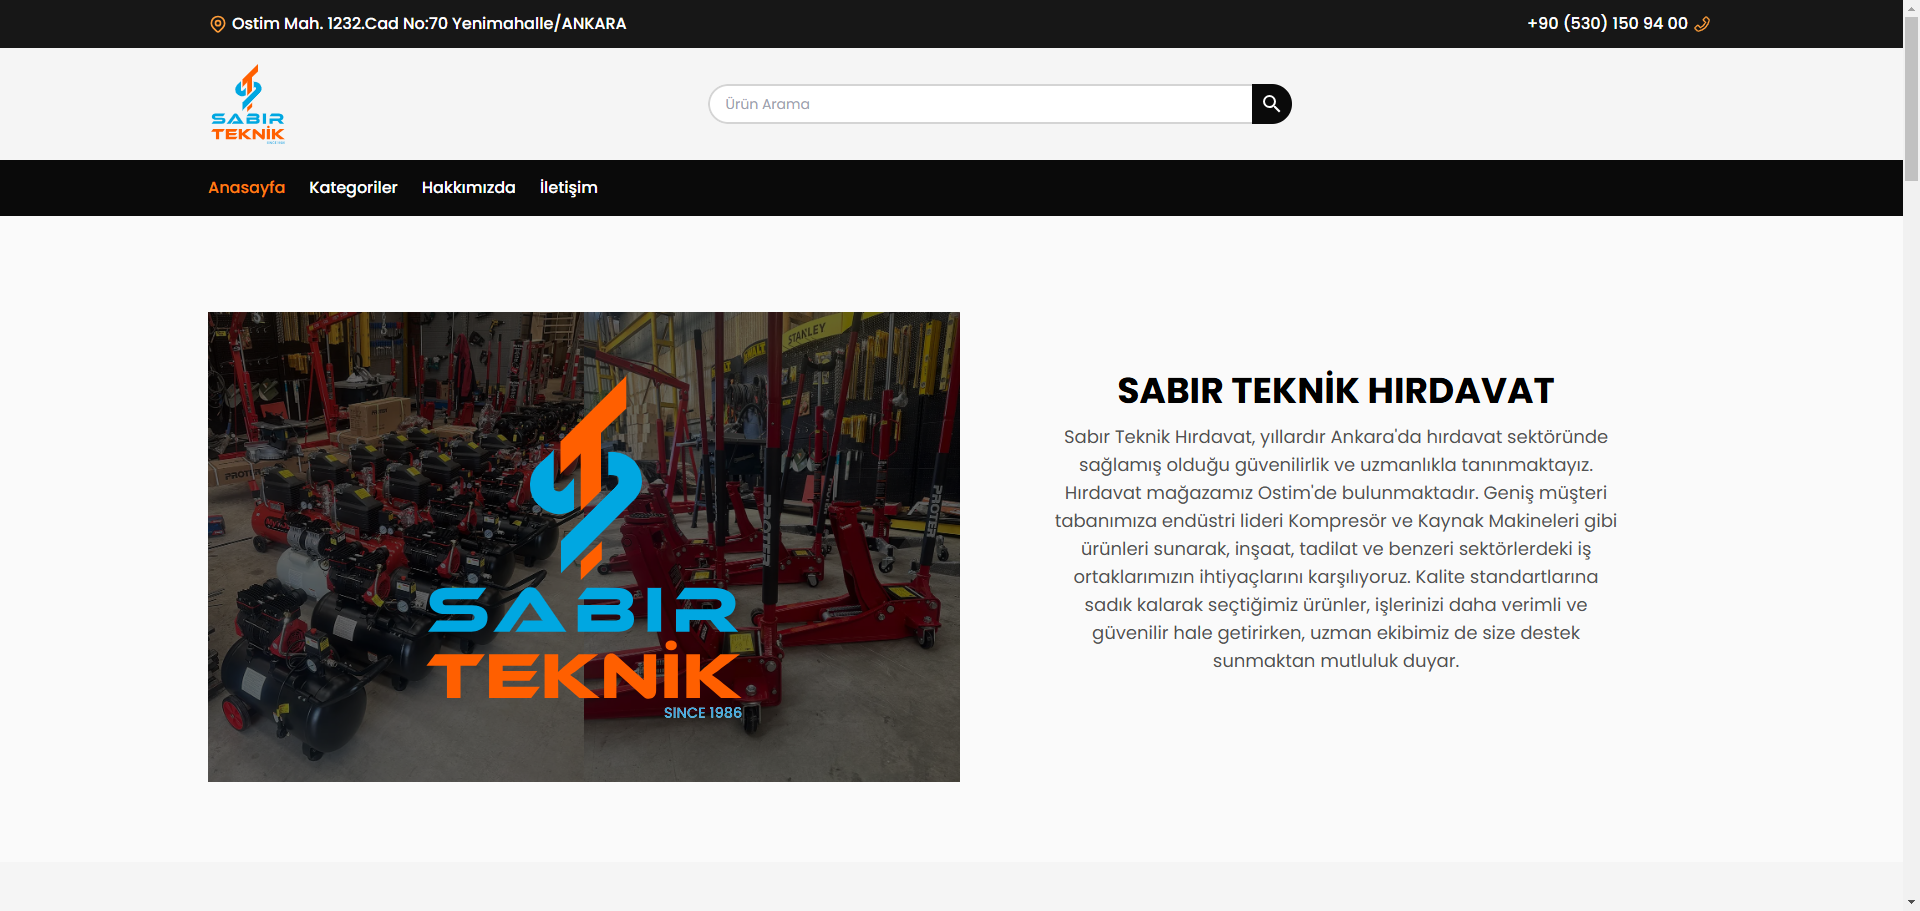 Ostim Mah. 1232.Cad No:70 Yenimahalle/ANKARA
+90 (530) 150 94 00
SABIR
TEKNİK
Ürün Arama
Anasayfa
Kategoriler
Hakkımızda
İletişim
STANLEY
PROTER
PROTER
SABIR
TEKNİK
SINCE 1986
SABIR TEKNİK HIRDAVAT
Sabır Teknik Hırdavat, yıllardır Ankara'da hırdavat sektöründe
sağlamış olduğu güvenilirlik ve uzmanlıkla tanınmaktayız.
Hırdavat mağazamız Ostim'de bulunmaktadır. Geniş müşteri
tabanımıza endüstri lideri Kompresör ve Kaynak Makineleri gibi
ürünleri sunarak, inşaat, tadilat ve benzeri sektörlerdeki iş
ortaklarımızın ihtiyaçlarını karşılıyoruz. Kalite standartlarına
sadık kalarak seçtiğimiz ürünler, işlerinizi daha verimli ve
güvenilir hale getirirken, uzman ekibimiz de size destek
sunmaktan mutluluk duyar.